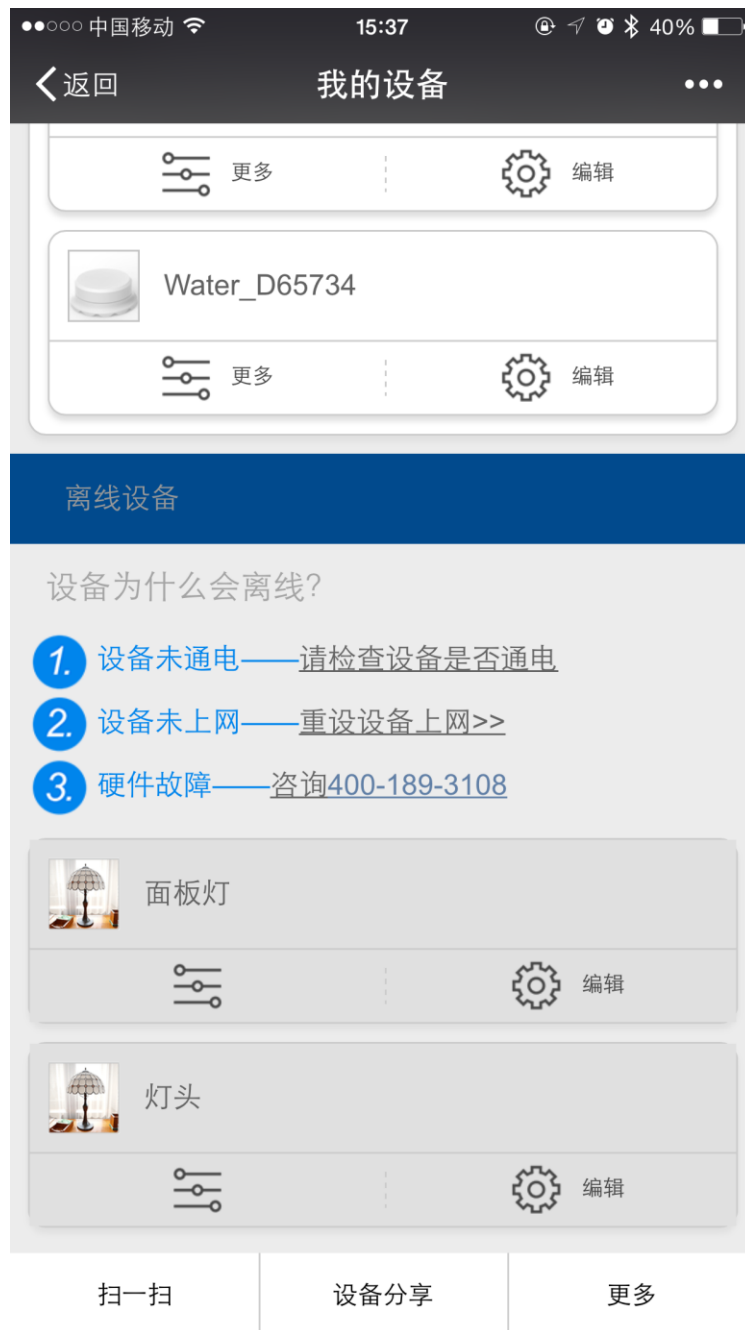 中国移动 15:37 40%
返回 我的设备
更多 编辑
Water_D65734
更多 编辑
离线设备
设备为什么会离线?
1. 设备未通电——请检查设备是否通电
2. 设备未上网——重设设备上网>>
3. 硬件故障——咨询400-189-3108
面板灯
编辑
灯头
编辑
扫一扫 设备分享 更多